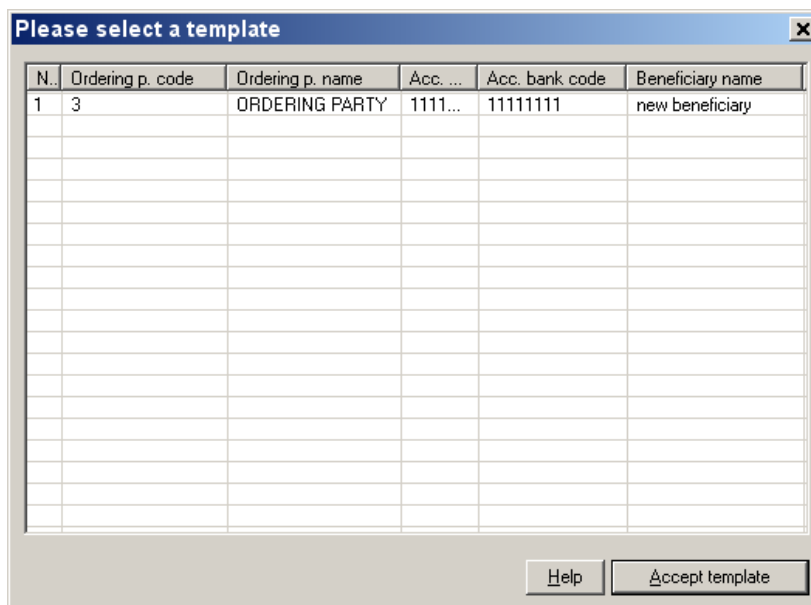 Please select a template
N.. Ordering p. code Ordering p. name Acc. ... Acc. bank code Beneficiary name
1 3 ORDERING PARTY 1111... 11111111 new beneficiary
Help Accept template